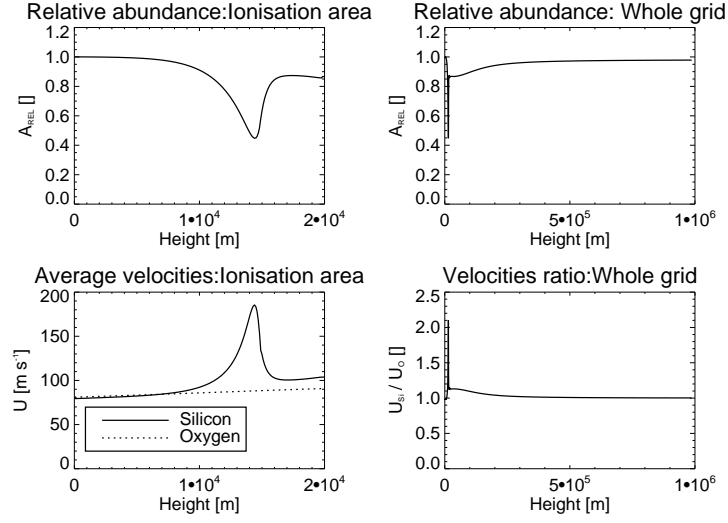 Relative abundance:Ionisation area
1.2
1.0
0.8
0.6
0.4
0.2
0.0
A_REL []
0
1•10^4
2•10^4
Height [m]
Relative abundance: Whole grid
1.2
1.0
0.8
0.6
0.4
0.2
0.0
A_REL []
0
5•10^5
1•10^6
Height [m]
Average velocities:Ionisation area
200
150
100
50
0
U [m s^-1]
Silicon
Oxygen
0
1•10^4
2•10^4
Height [m]
Velocities ratio:Whole grid
2.5
2.0
1.5
1.0
0.5
0.0
U_Si / U_O []
0
5•10^5
1•10^6
Height [m]